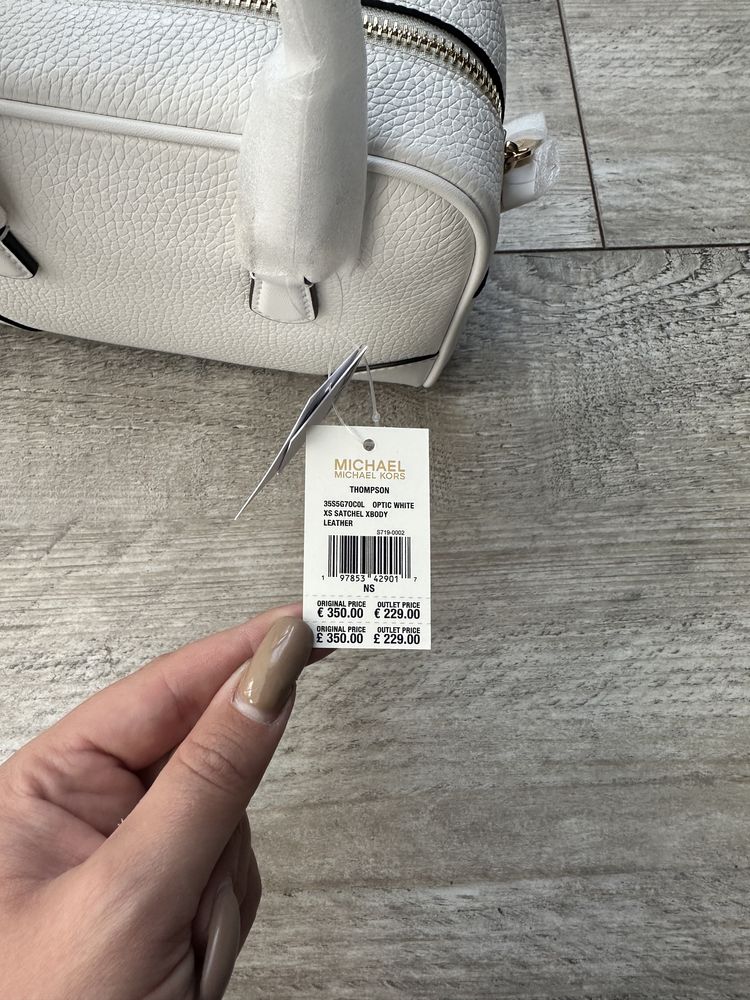 MICHAEL
MICHAEL KORS
THOMPSON
35S5G7OC0L OPTIC WHITE
XS SATCHEL XBODY
LEATHER
S719-0002
1 97853 42901 7
NS
ORIGINAL PRICE OUTLET PRICE
€ 350.00 € 229.00
ORIGINAL PRICE OUTLET PRICE
£ 350.00 £ 229.00